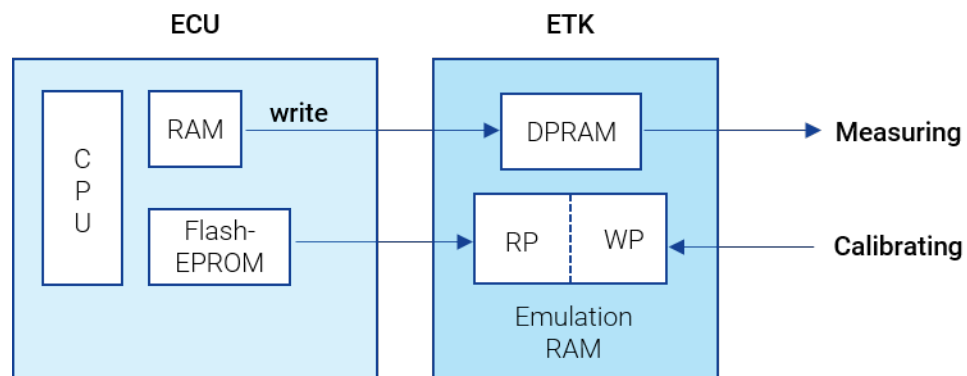 ECU
ETK
C
P
U
RAM
write
DPRAM
Measuring
Flash-
EPROM
RP
WP
Calibrating
Emulation
RAM